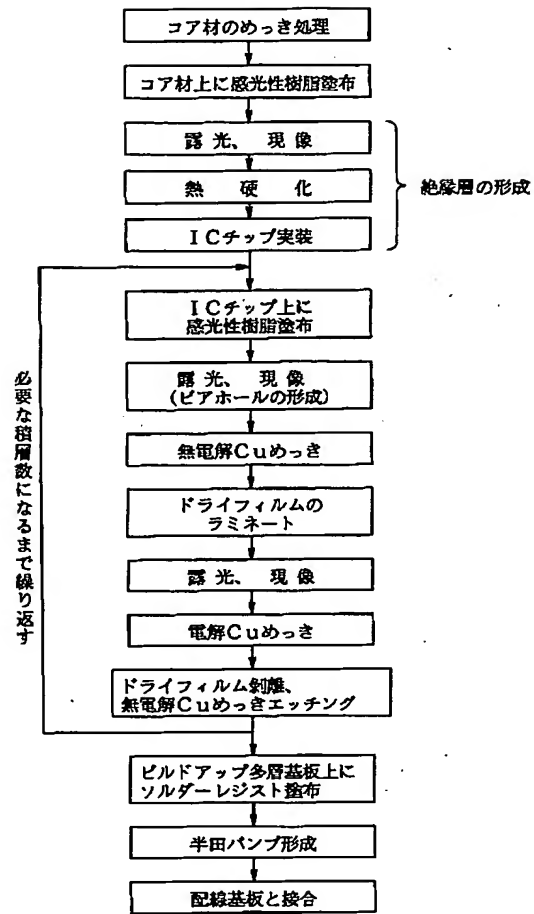 コア材のめっき処理
コア材上に感光性樹脂塗布
露光、 現像
熱 硬 化
ICチップ実装
絶縁層の形成
ICチップ上に
感光性樹脂塗布
露光、 現像
(ビアホールの形成)
無電解Cuめっき
ドライフィルムの
ラミネート
露光、 現像
電解Cuめっき
ドライフィルム剝離、
無電解Cuめっきエッチング
必要な積層数になるまで繰り返す
ビルドアップ多層基板上に
ソルダーレジスト塗布
半田バンプ形成
配線基板と接合